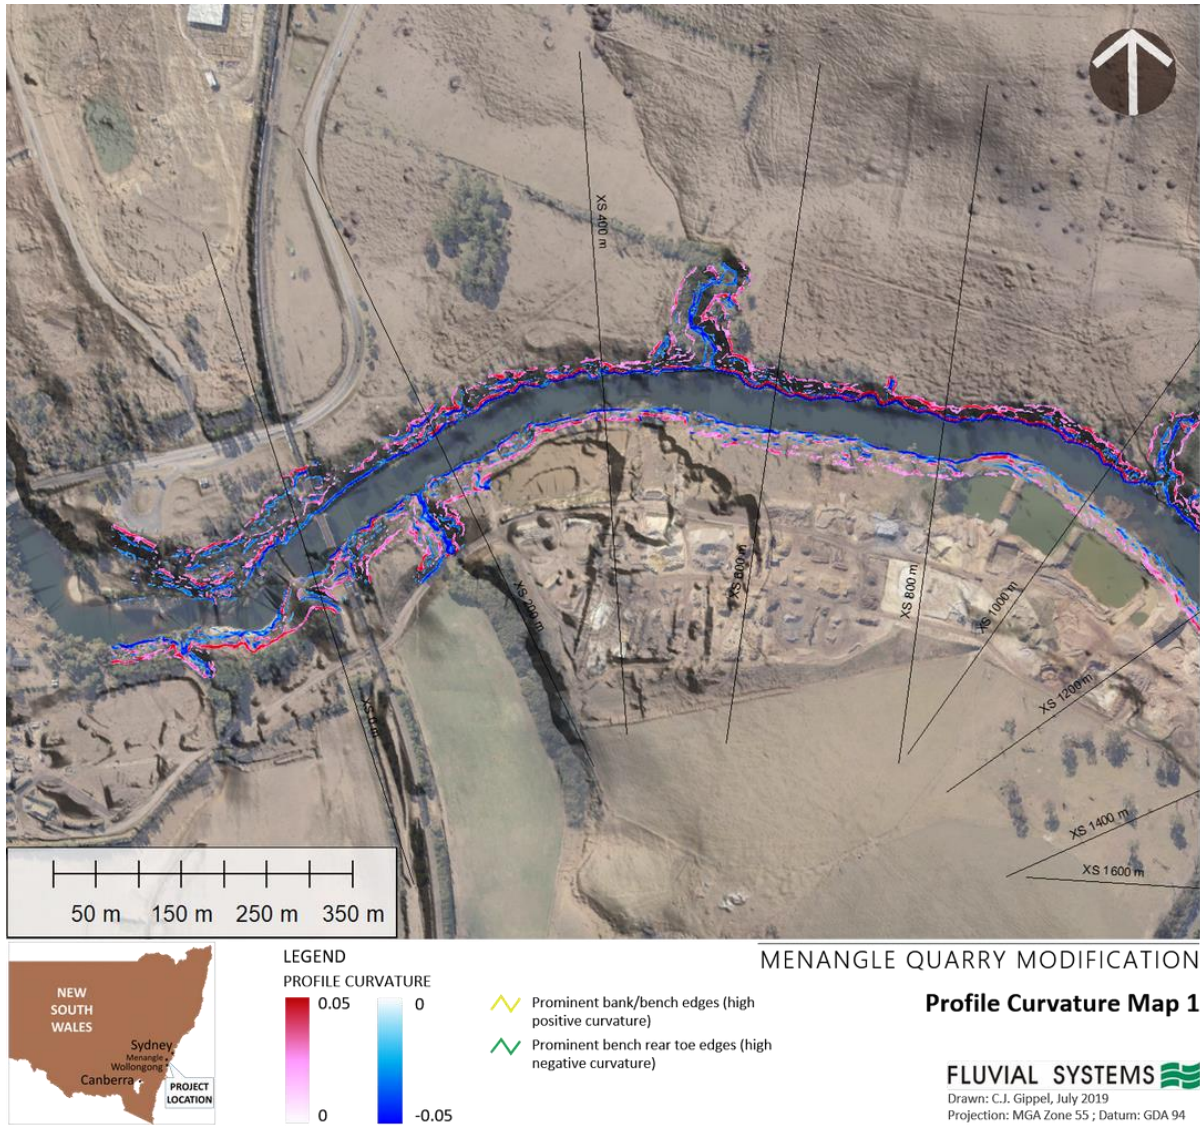 XS 400 m
XS 200 m
XS 600 m
XS 800 m
XS 1000 m
XS 1200 m
XS 0 m
XS 1400 m
XS 1600 m
50 m 150 m 250 m 350 m
NEW
SOUTH
WALES
Sydney
Menangle
Wollongong
Canberra
PROJECT
LOCATION
LEGEND
PROFILE CURVATURE
0.05
0
0
-0.05
Prominent bank/bench edges (high
positive curvature)
Prominent bench rear toe edges (high
negative curvature)
MENANGLE QUARRY MODIFICATION
Profile Curvature Map 1
FLUVIAL SYSTEMS
Drawn: C.J. Gippel, July 2019
Projection: MGA Zone 55 ; Datum: GDA 94